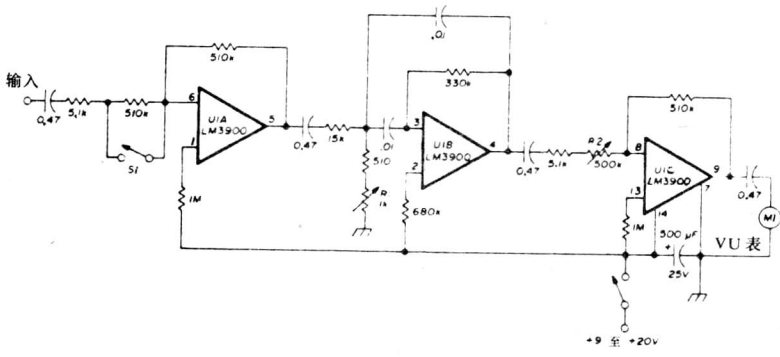 输入
0.47
5.1k
510k
S1
510k
6
U1A
LM3900
5
1
1M
0.47
15k
.01
.01
510
R
1k
330k
3
U1B
LM3900
4
2
680k
0.47
5.1k
R2
500k
510k
8
U1C
LM3900
9
7
13
14
1M
500 μF
+
25V
0.47
M1
VU 表
+9 至 +20V